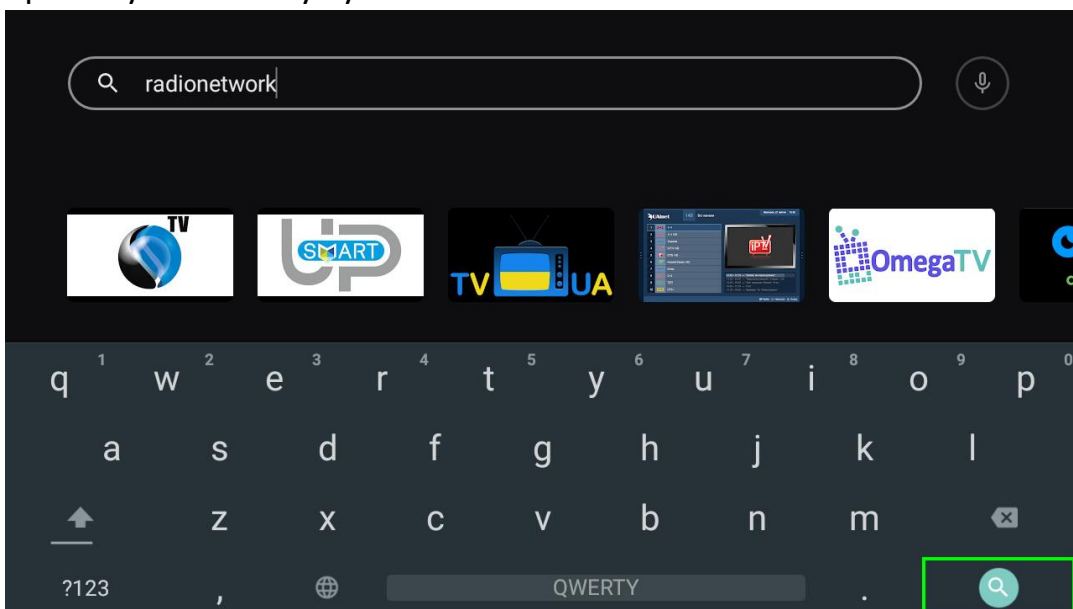 radionetwork
TV
UP SMART
TV UA
IPTV
OmegaTV
1 2 3 4 5 6 7 8 9 0
q w e r t y u i o p
a s d f g h j k l
z x c v b n m
?123 , QWERTY .